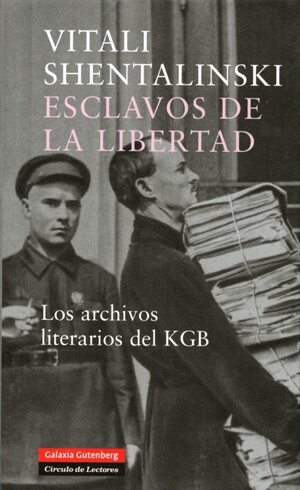 VITALI
SHENTALINSKI
ESCLAVOS DE
LA LIBERTAD
Los archivos
literarios del KGB
Galaxia Gutenberg
Círculo de Lectores